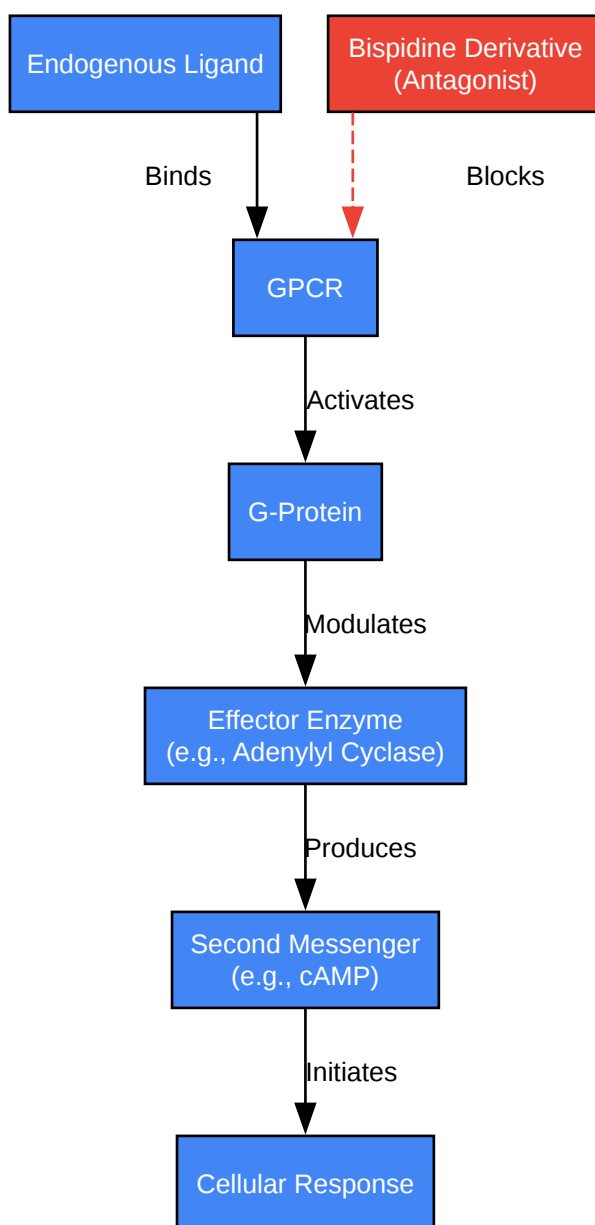 Endogenous Ligand
Bispidine Derivative
(Antagonist)
Binds
Blocks
GPCR
Activates
G-Protein
Modulates
Effector Enzyme
(e.g., Adenylyl Cyclase)
Produces
Second Messenger
(e.g., cAMP)
Initiates
Cellular Response